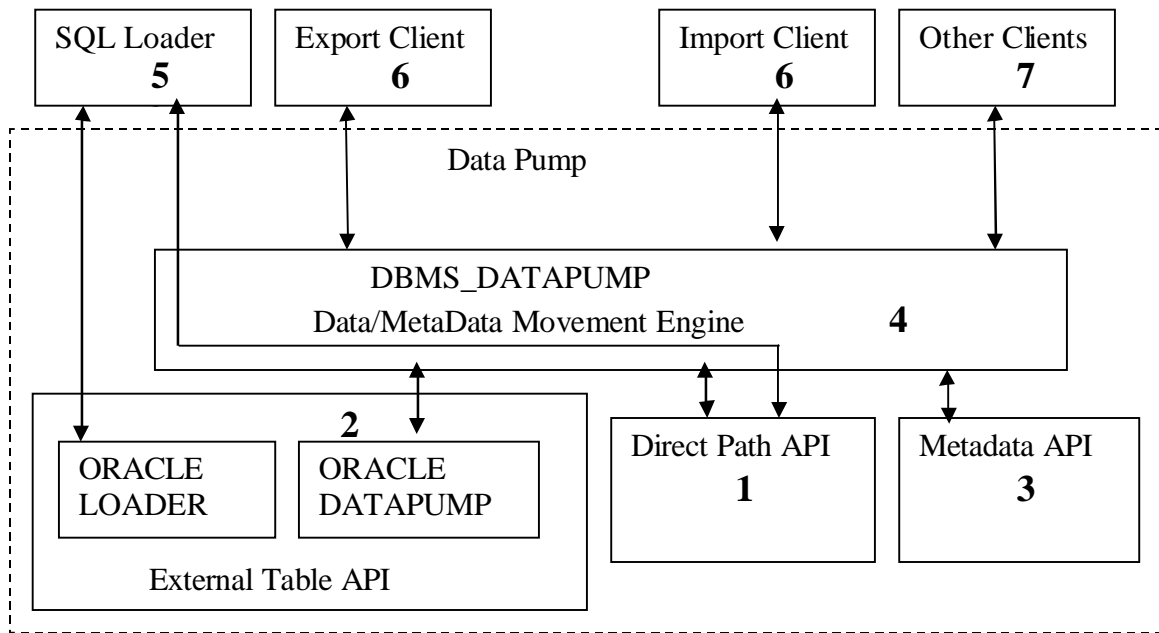 SQL Loader
5
Export Client
6
Import Client
6
Other Clients
7
Data Pump
DBMS_DATAPUMP
Data/MetaData Movement Engine 4
2
ORACLE
LOADER
ORACLE
DATAPUMP
External Table API
Direct Path API
1
Metadata API
3